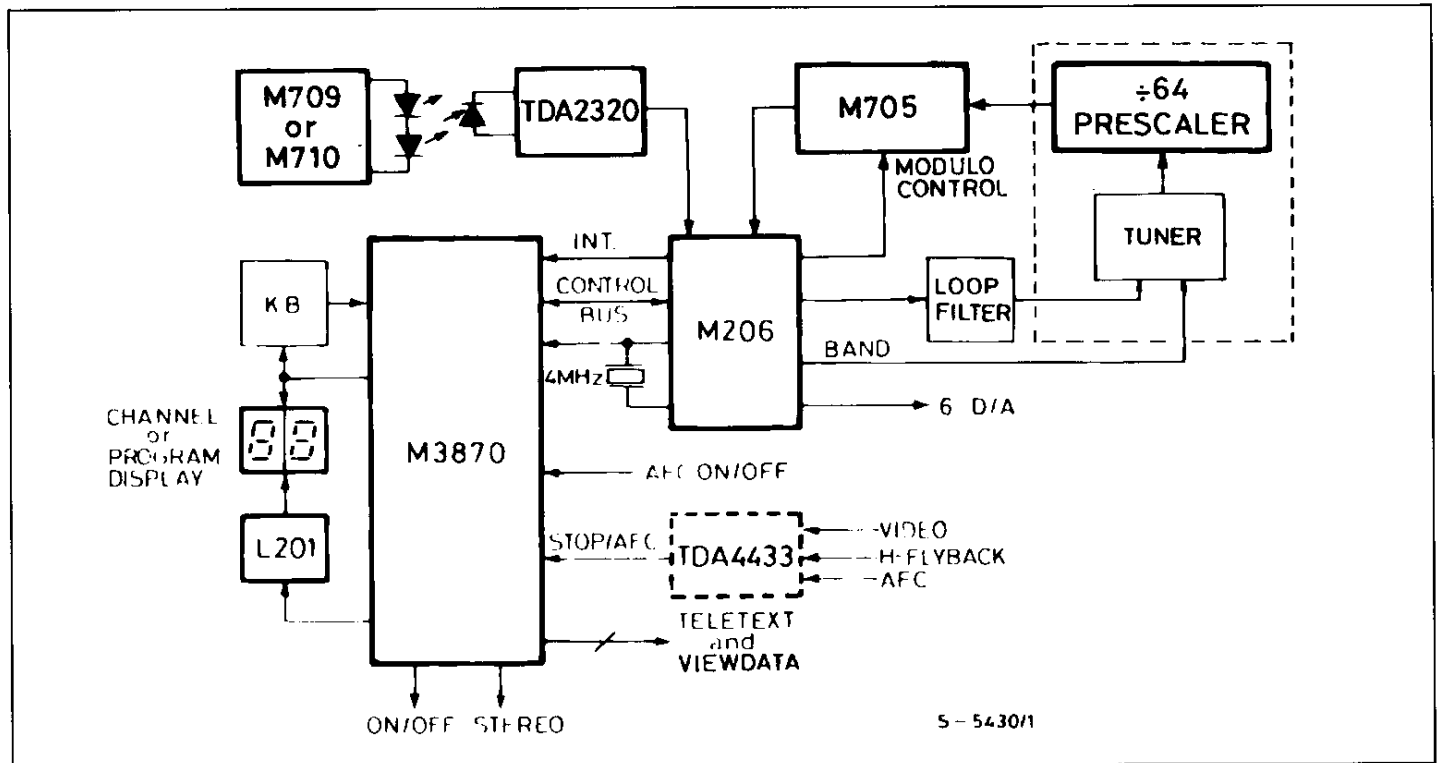 M709
or
M710
TDA2320
M705
÷64
PRESCALER
MODULO
CONTROL
TUNER
INT.
CONTROL
BUS
KB
M206
LOOP
FILTER
BAND
4MHz
6 D/A
CHANNEL
or
PROGRAM
DISPLAY
88
M3870
AFC ON/OFF
L201
STOP/AFC
TDA4433
VIDEO
H-FLYBACK
AFC
TELETEXT
and
VIEWDATA
ON/OFF
STEREO
S-5430/1